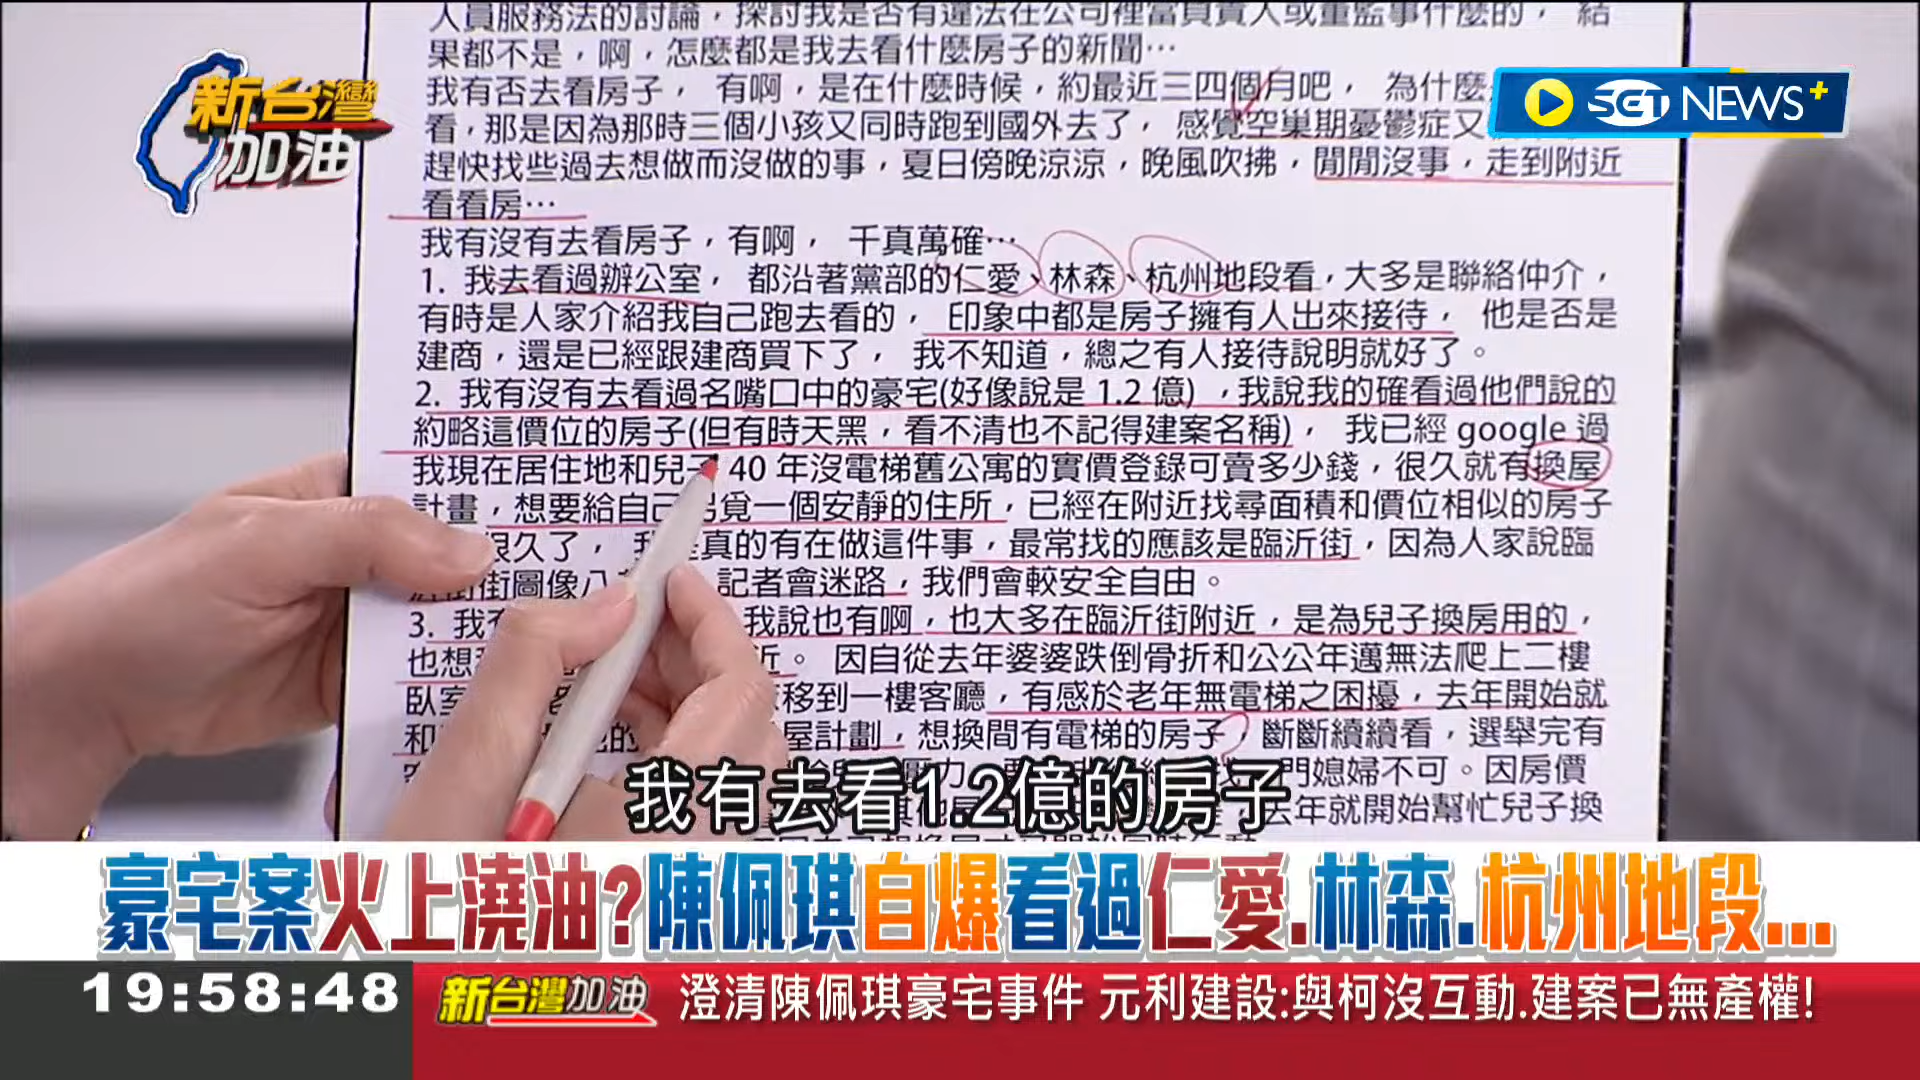 人員服務法的討論，探討我是否有違法在公司裡當負責人或董監事什麼的， 結
果都不是，啊，怎麼都是我去看什麼房子的新聞…
我有否去看房子， 有啊，是在什麼時候，約最近三四個月吧， 為什麼
看，那是因為那時三個小孩又同時跑到國外去了， 感覺空巢期憂鬱症又
趕快找些過去想做而沒做的事，夏日傍晚涼涼，晚風吹拂，閒閒沒事，走到附近
看看房…
我有沒有去看房子，有啊， 千真萬確…
1. 我去看過辦公室， 都沿著黨部的仁愛、林森、杭州地段看，大多是聯絡仲介，
有時是人家介紹我自己跑去看的， 印象中都是房子擁有人出來接待， 他是否是
建商，還是已經跟建商買下了， 我不知道，總之有人接待說明就好了。
2. 我有沒有去看過名嘴口中的豪宅(好像說是 1.2 億) ，我說我的確看過他們說的
約略這價位的房子(但有時天黑，看不清也不記得建案名稱)， 我已經 google 過
我現在居住地和兒子 40 年沒電梯舊公寓的實價登錄可賣多少錢，很久就有換屋
計畫，想要給自己另覓一個安靜的住所，已經在附近找尋面積和價位相似的房子
很久了， 我是真的有在做這件事，最常找的應該是臨沂街，因為人家說臨
沂街街圖像八 記者會迷路，我們會較安全自由。
3. 我有 我說也有啊，也大多在臨沂街附近，是為兒子換房用的，
也想 近。 因自從去年婆婆跌倒骨折和公公年邁無法爬上二樓
臥室 移到一樓客廳，有感於老年無電梯之困擾，去年開始就
和 的 屋計劃，想換間有電梯的房子，斷斷續續看，選舉完有
壓力 門媳婦不可。因房價
其他 去年就開始幫忙兒子換
新台灣加油
SET NEWS+
我有去看1.2億的房子
豪宅案火上澆油?陳佩琪自爆看過仁愛.林森.杭州地段...
19:58:48
新台灣加油 澄清陳佩琪豪宅事件 元利建設:與柯沒互動.建案已無產權!